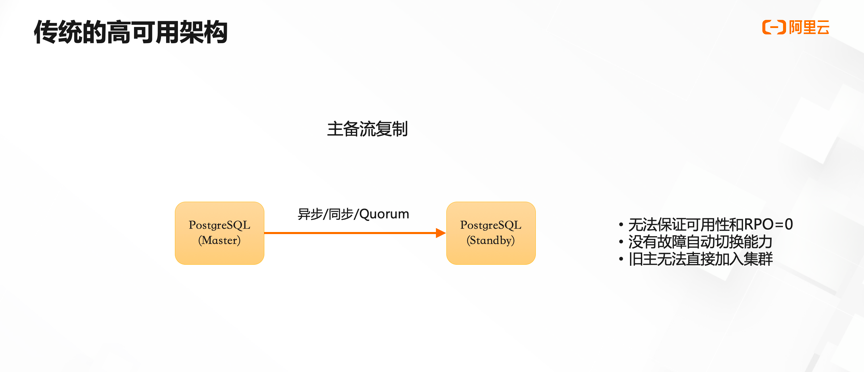 传统的高可用架构
阿里云
主备流复制
异步/同步/Quorum
PostgreSQL
(Master)
PostgreSQL
(Standby)
• 无法保证可用性和RPO=0
• 没有故障自动切换能力
• 旧主无法直接加入集群